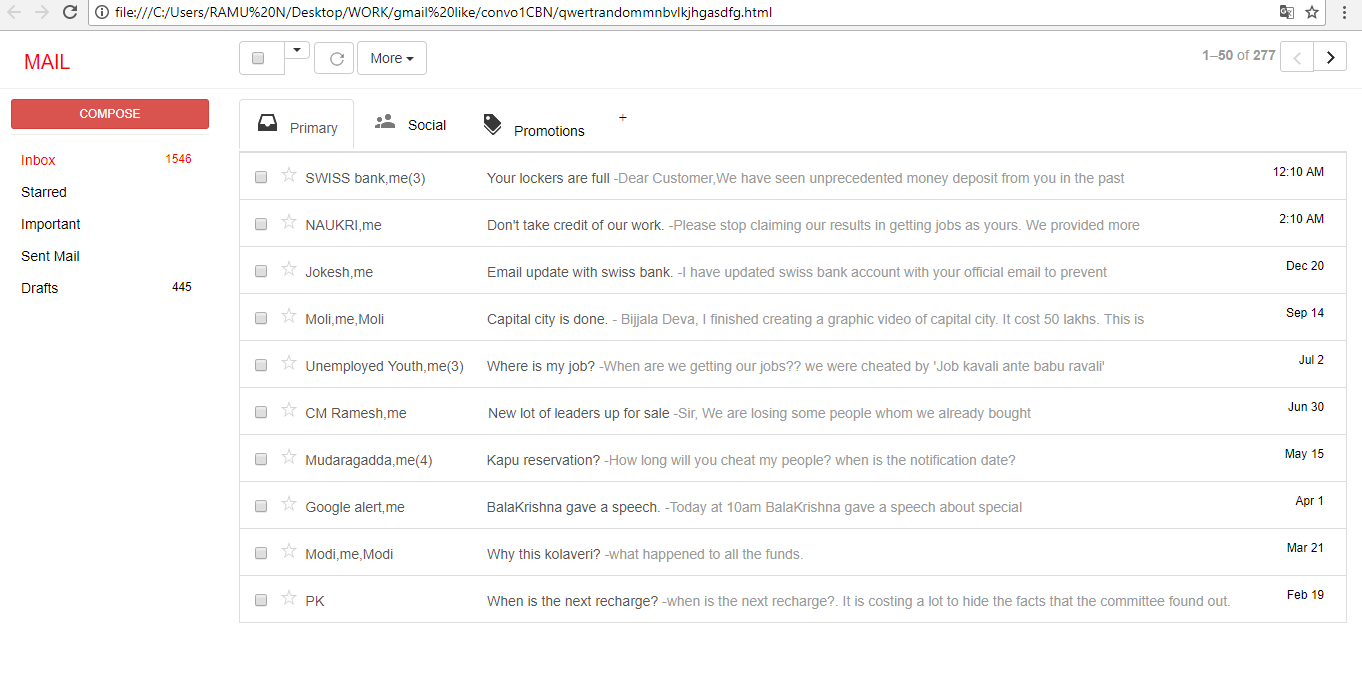 file:///C:/Users/RAMU%20N/Desktop/WORK/gmail%20like/convo1CBN/qwertrandommnbvlkjhgasdfg.html
MAIL
More
1–50 of 277
COMPOSE
Primary
Social
Promotions
+
Inbox 1546
Starred
Important
Sent Mail
Drafts 445
SWISS bank,me(3) Your lockers are full -Dear Customer,We have seen unprecedented money deposit from you in the past 12:10 AM
NAUKRI,me Don't take credit of our work. -Please stop claiming our results in getting jobs as yours. We provided more 2:10 AM
Jokesh,me Email update with swiss bank. -I have updated swiss bank account with your official email to prevent Dec 20
Moli,me,Moli Capital city is done. - Bijjala Deva, I finished creating a graphic video of capital city. It cost 50 lakhs. This is Sep 14
Unemployed Youth,me(3) Where is my job? -When are we getting our jobs?? we were cheated by 'Job kavali ante babu ravali' Jul 2
CM Ramesh,me New lot of leaders up for sale -Sir, We are losing some people whom we already bought Jun 30
Mudaragadda,me(4) Kapu reservation? -How long will you cheat my people? when is the notification date? May 15
Google alert,me BalaKrishna gave a speech. -Today at 10am BalaKrishna gave a speech about special Apr 1
Modi,me,Modi Why this kolaveri? -what happened to all the funds. Mar 21
PK When is the next recharge? -when is the next recharge?. It is costing a lot to hide the facts that the committee found out. Feb 19